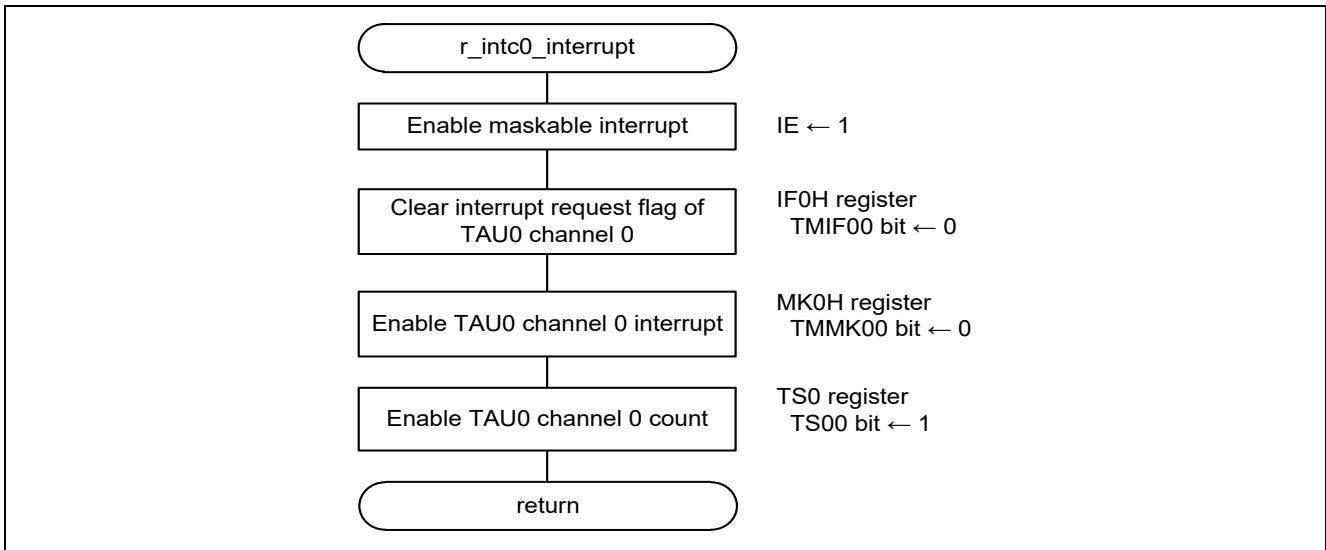 r_intc0_interrupt
Enable maskable interrupt
IE ← 1
Clear interrupt request flag of
TAU0 channel 0
IF0H register
TMIF00 bit ← 0
Enable TAU0 channel 0 interrupt
MK0H register
TMMK00 bit ← 0
Enable TAU0 channel 0 count
TS0 register
TS00 bit ← 1
return